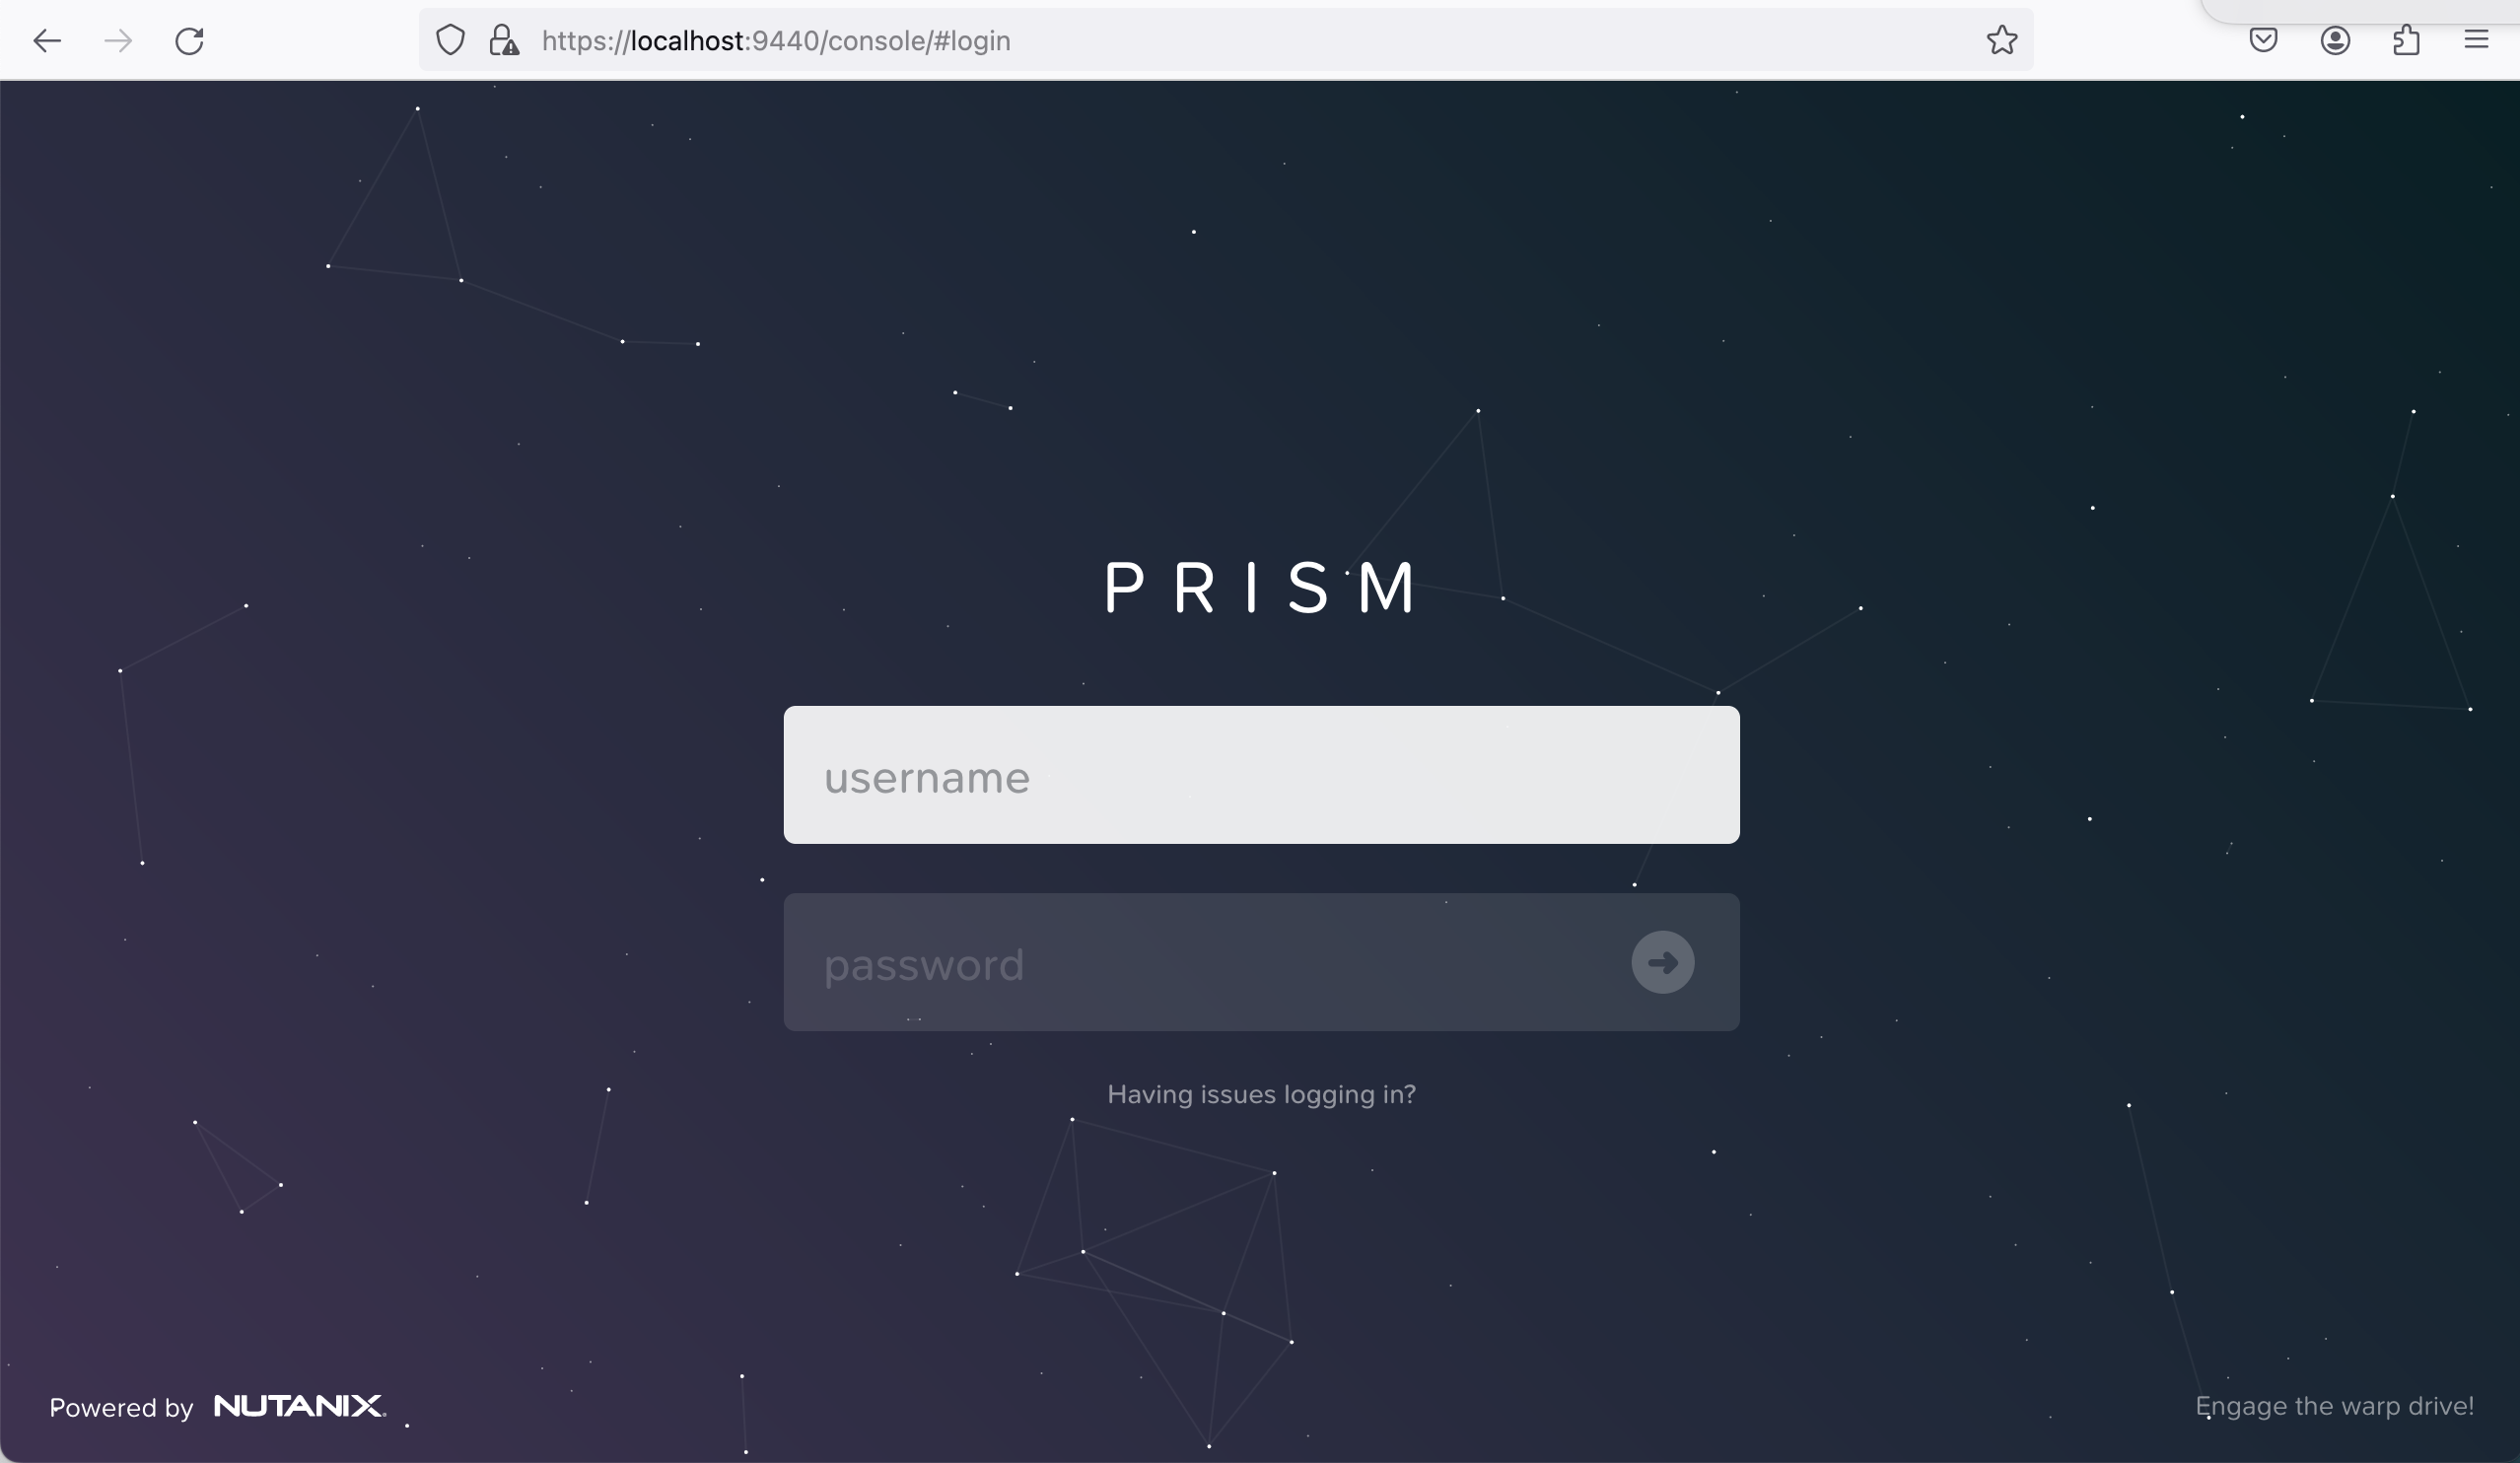 https://localhost:9440/console/#login
PRISM
username
password
Having issues logging in?
Powered by NUTANIX
Engage the warp drive!